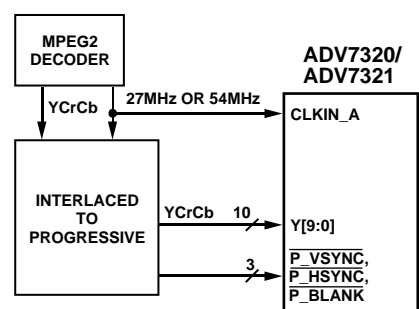 MPEG2
DECODER
ADV7320/
ADV7321
YCrCb
27MHz OR 54MHz
CLKIN_A
INTERLACED
TO
PROGRESSIVE
YCrCb
10
Y[9:0]
3
P_VSYNC,
P_HSYNC,
P_BLANK